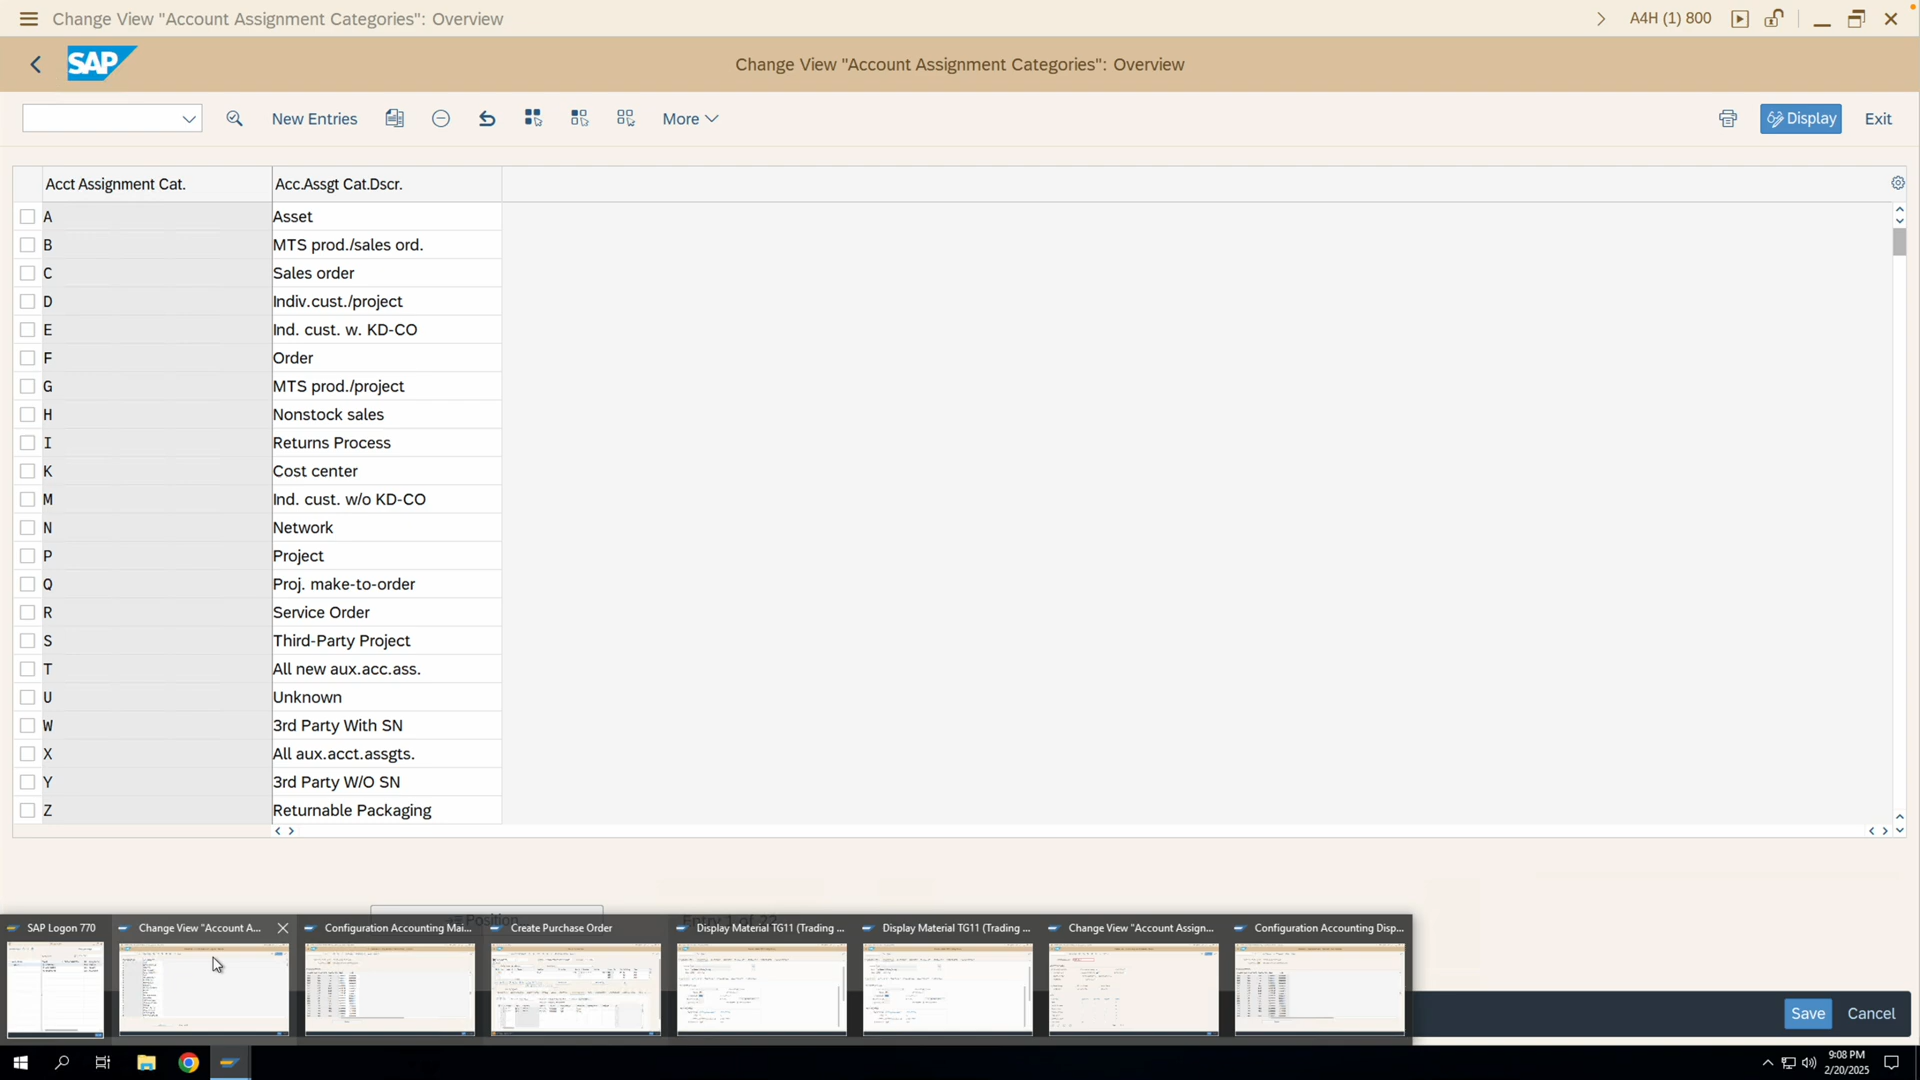 Change View "Account Assignment Categories": Overview
A4H (1) 800
SAP
Change View "Account Assignment Categories": Overview
New Entries
More
Display
Exit
Acct Assignment Cat. Acc.Assgt Cat.Dscr.
A Asset
B MTS prod./sales ord.
C Sales order
D Indiv.cust./project
E Ind. cust. w. KD-CO
F Order
G MTS prod./project
H Nonstock sales
I Returns Process
K Cost center
M Ind. cust. w/o KD-CO
N Network
P Project
Q Proj. make-to-order
R Service Order
S Third-Party Project
T All new aux.acc.ass.
U Unknown
W 3rd Party With SN
X All aux.acct.assgts.
Y 3rd Party W/O SN
Z Returnable Packaging
Position
Entry 1 of 22
SAP Logon 770
Change View "Account A...
Configuration Accounting Mai...
Create Purchase Order
Display Material TG11 (Trading ...
Display Material TG11 (Trading ...
Change View "Account Assign...
Configuration Accounting Disp...
Save
Cancel
9:08 PM
2/20/2025